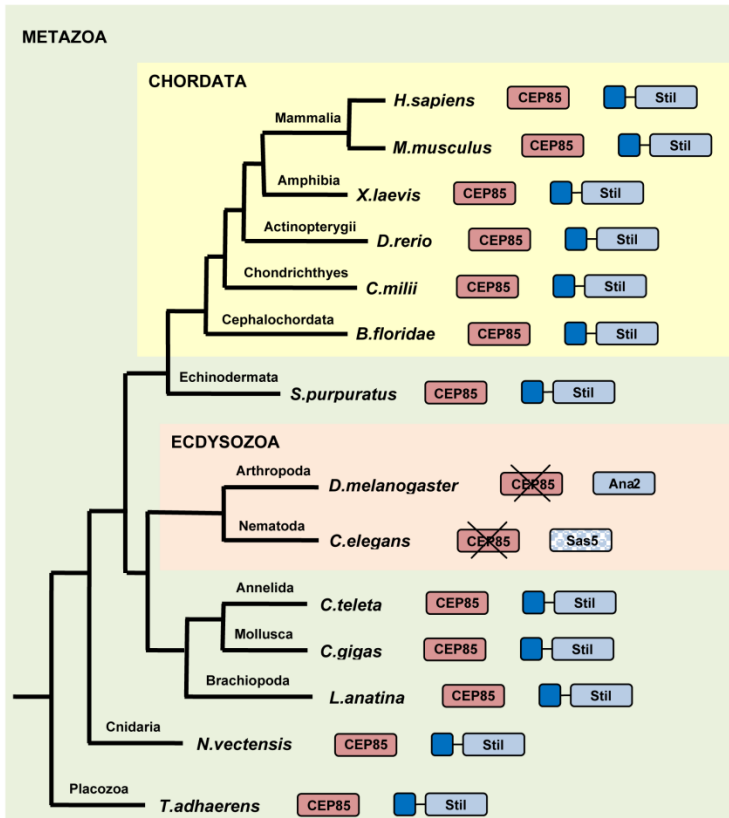 METAZOA
CHORDATA
Mammalia
H.sapiens CEP85 Stil
M.musculus CEP85 Stil
Amphibia
X.laevis CEP85 Stil
Actinopterygii
D.rerio CEP85 Stil
Chondrichthyes
C.milii CEP85 Stil
Cephalochordata
B.floridae CEP85 Stil
Echinodermata
S.purpuratus CEP85 Stil
ECDYSOZOA
Arthropoda
D.melanogaster CEP85 Ana2
Nematoda
C.elegans CEP85 Sas5
Annelida
C.teleta CEP85 Stil
Mollusca
C.gigas CEP85 Stil
Brachiopoda
L.anatina CEP85 Stil
Cnidaria
N.vectensis CEP85 Stil
Placozoa
T.adhaerens CEP85 Stil